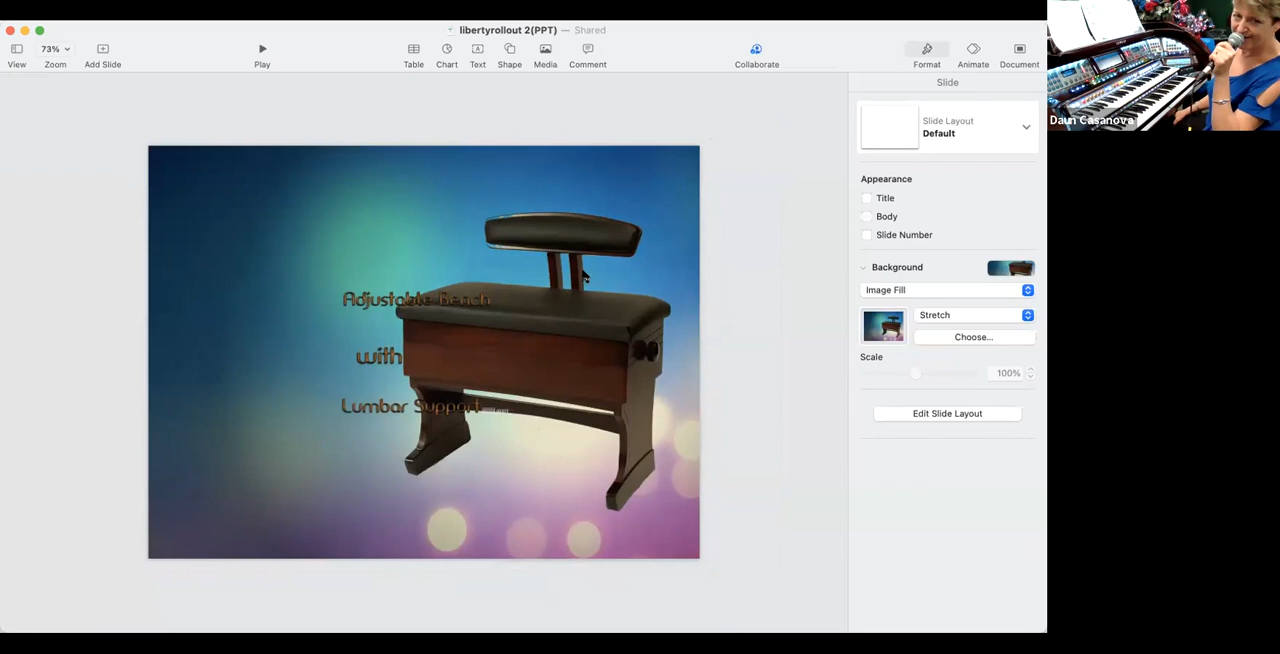 libertyrollout 2(PPT) — Shared
73%
View
Zoom
Add Slide
Play
Table
Chart
Text
Shape
Media
Comment
Collaborate
Format
Animate
Document
Slide
Slide Layout
Default
Appearance
Title
Body
Slide Number
Background
Image Fill
Stretch
Choose...
Scale
100%
Edit Slide Layout
Adjustable Bench
with
Lumbar Support
Daun Casanova